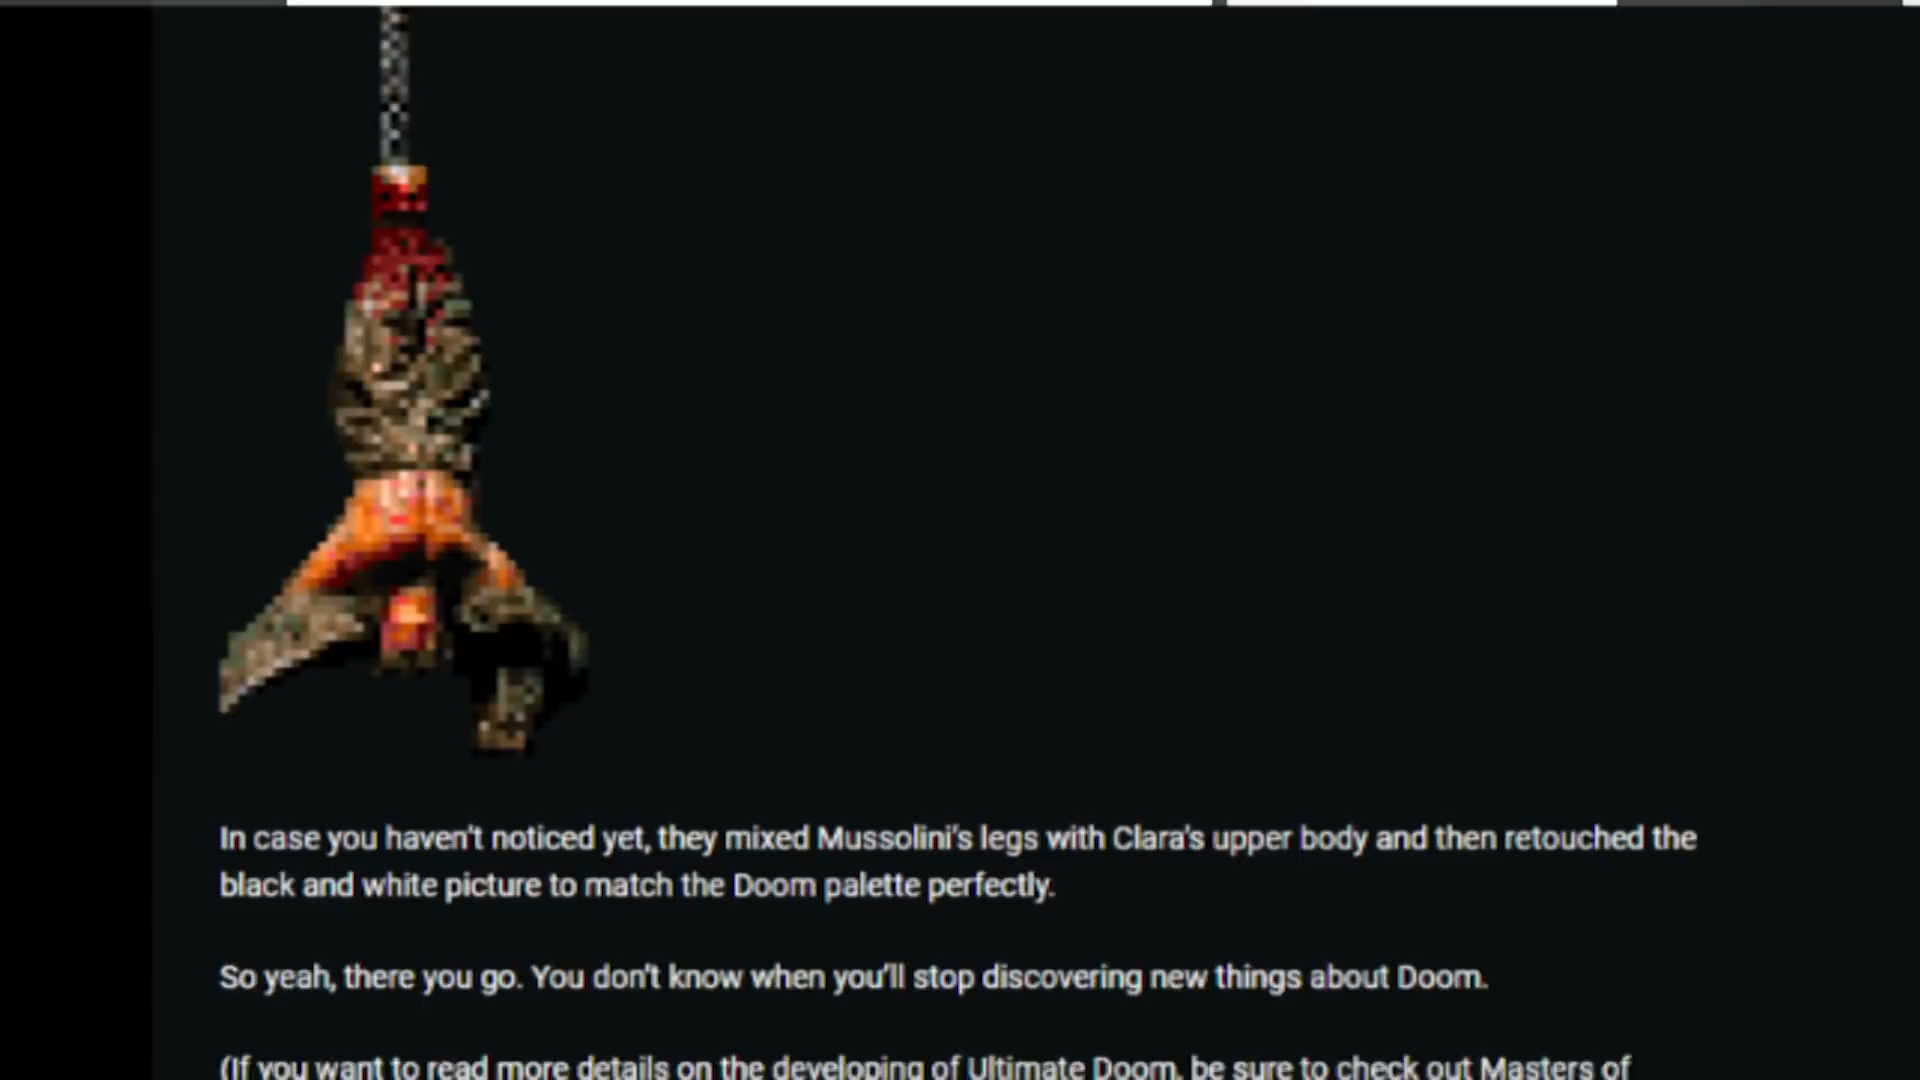 In case you haven't noticed yet, they mixed Mussolini's legs with Clara's upper body and then retouched the
black and white picture to match the Doom palette perfectly.
So yeah, there you go. You don't know when you'll stop discovering new things about Doom.
(If you want to read more details on the developing of Ultimate Doom, be sure to check out Masters of